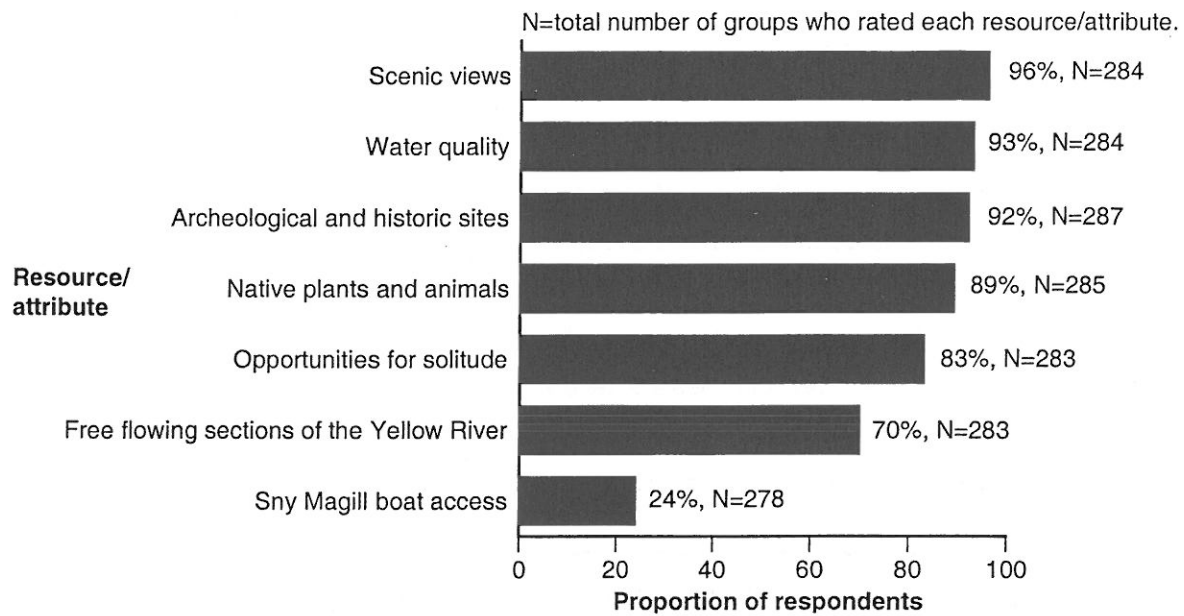 N=total number of groups who rated each resource/attribute.
Scenic views
96%, N=284
Water quality
93%, N=284
Archeological and historic sites
92%, N=287
Resource/
attribute
Native plants and animals
89%, N=285
Opportunities for solitude
83%, N=283
Free flowing sections of the Yellow River
70%, N=283
Sny Magill boat access
24%, N=278
0
20
40
60
80
100
Proportion of respondents